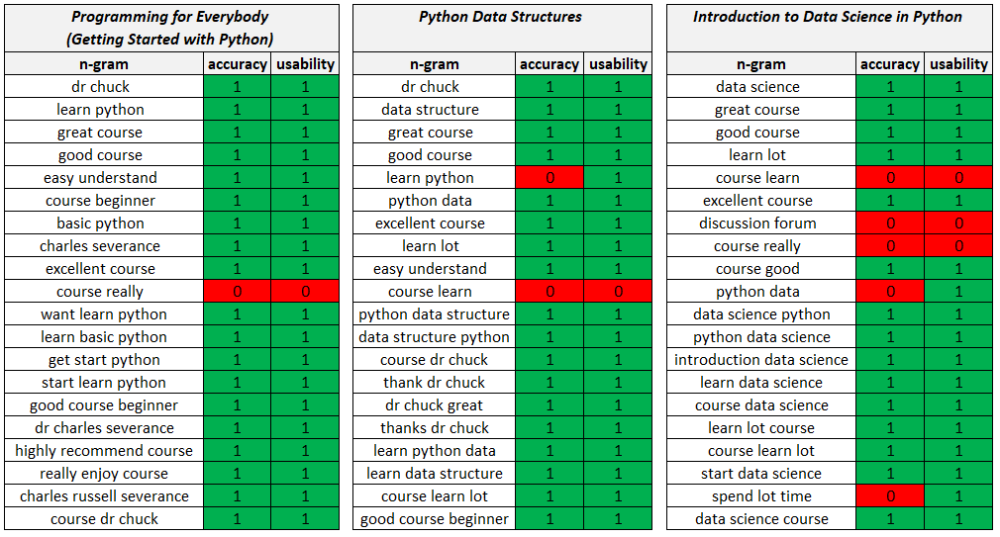 Programming for Everybody
(Getting Started with Python)
n-gram accuracy usability
dr chuck 1 1
learn python 1 1
great course 1 1
good course 1 1
easy understand 1 1
course beginner 1 1
basic python 1 1
charles severance 1 1
excellent course 1 1
course really 0 0
want learn python 1 1
learn basic python 1 1
get start python 1 1
start learn python 1 1
good course beginner 1 1
dr charles severance 1 1
highly recommend course 1 1
really enjoy course 1 1
charles russell severance 1 1
course dr chuck 1 1
Python Data Structures
n-gram accuracy usability
dr chuck 1 1
data structure 1 1
great course 1 1
good course 1 1
learn python 0 1
python data 1 1
excellent course 1 1
learn lot 1 1
easy understand 1 1
course learn 0 0
python data structure 1 1
data structure python 1 1
course dr chuck 1 1
thank dr chuck 1 1
dr chuck great 1 1
thanks dr chuck 1 1
learn python data 1 1
learn data structure 1 1
course learn lot 1 1
good course beginner 1 1
Introduction to Data Science in Python
n-gram accuracy usability
data science 1 1
great course 1 1
good course 1 1
learn lot 1 1
course learn 0 0
excellent course 1 1
discussion forum 0 0
course really 0 0
course good 1 1
python data 0 1
data science python 1 1
python data science 1 1
introduction data science 1 1
learn data science 1 1
course data science 1 1
learn lot course 1 1
course learn lot 1 1
start data science 1 1
spend lot time 0 1
data science course 1 1